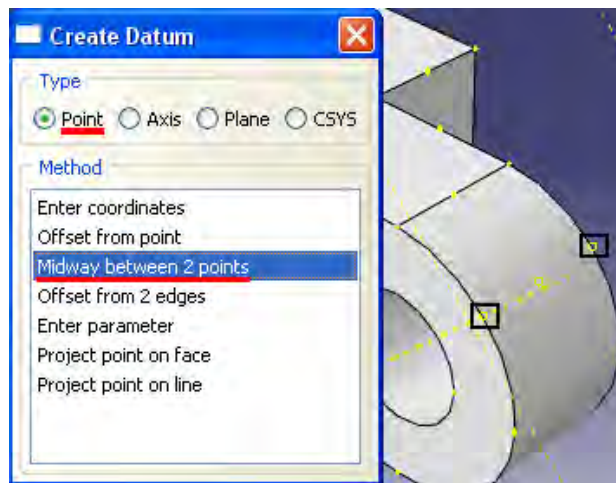 Create Datum
Type
Point Axis Plane CSYS
Method
Enter coordinates
Offset from point
Midway between 2 points
Offset from 2 edges
Enter parameter
Project point on face
Project point on line